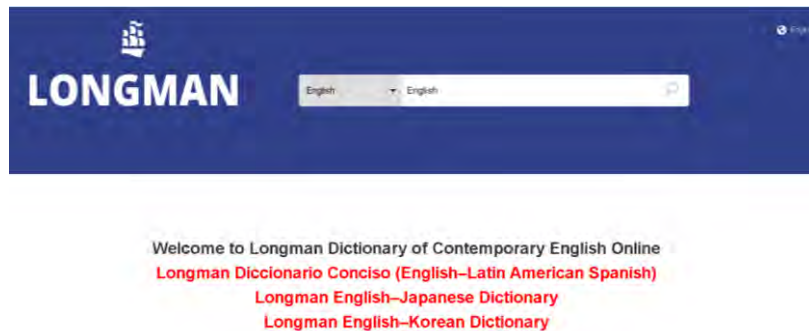 LONGMAN
English English
Welcome to Longman Dictionary of Contemporary English Online
Longman Diccionario Conciso (English–Latin American Spanish)
Longman English–Japanese Dictionary
Longman English–Korean Dictionary